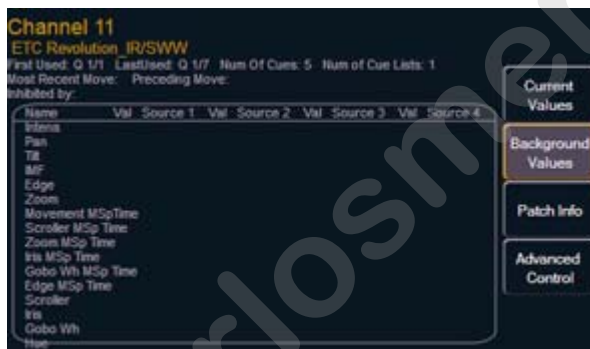 Channel 11
ETC Revolution_IR/SWW
First Used: Q 1/1 LastUsed: Q 1/7 Num Of Cues: 5 Num of Cue Lists: 1
Most Recent Move: Preceding Move:
Inhibited by:
Name Val Source 1 Val Source 2 Val Source 3 Val Source 4
Intens
Pan
Tilt
IMF
Edge
Zoom
Movement MSpTime
Scroller MSp Time
Zoom MSp Time
Iris MSp Time
Gobo Wh MSp Time
Edge MSp Time
Scroller
Iris
Gobo Wh
Hue
Current
Values
Background
Values
Patch Info
Advanced
Control